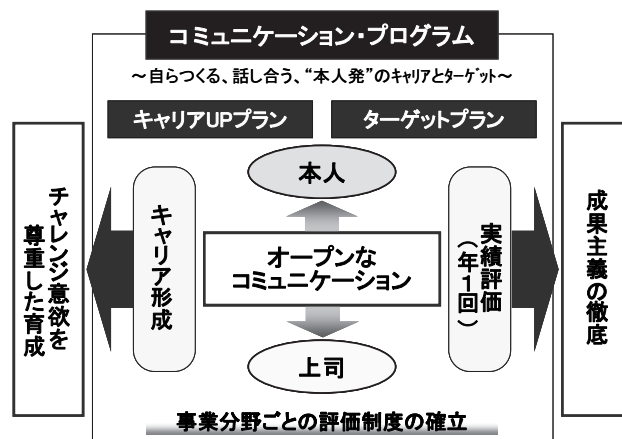 コミュニケーション・プログラム
～自らつくる、話し合う、“本人発”のｷｬﾘｱとﾀｰｹﾞｯﾄ～
キャリアUPプラン
ターゲットプラン
チャレンジ意欲を
尊重した育成
キャリア形成
本人
オープンな
コミュニケーション
上司
実績評価
（年１回）
成果主義の徹底
事業分野ごとの評価制度の確立